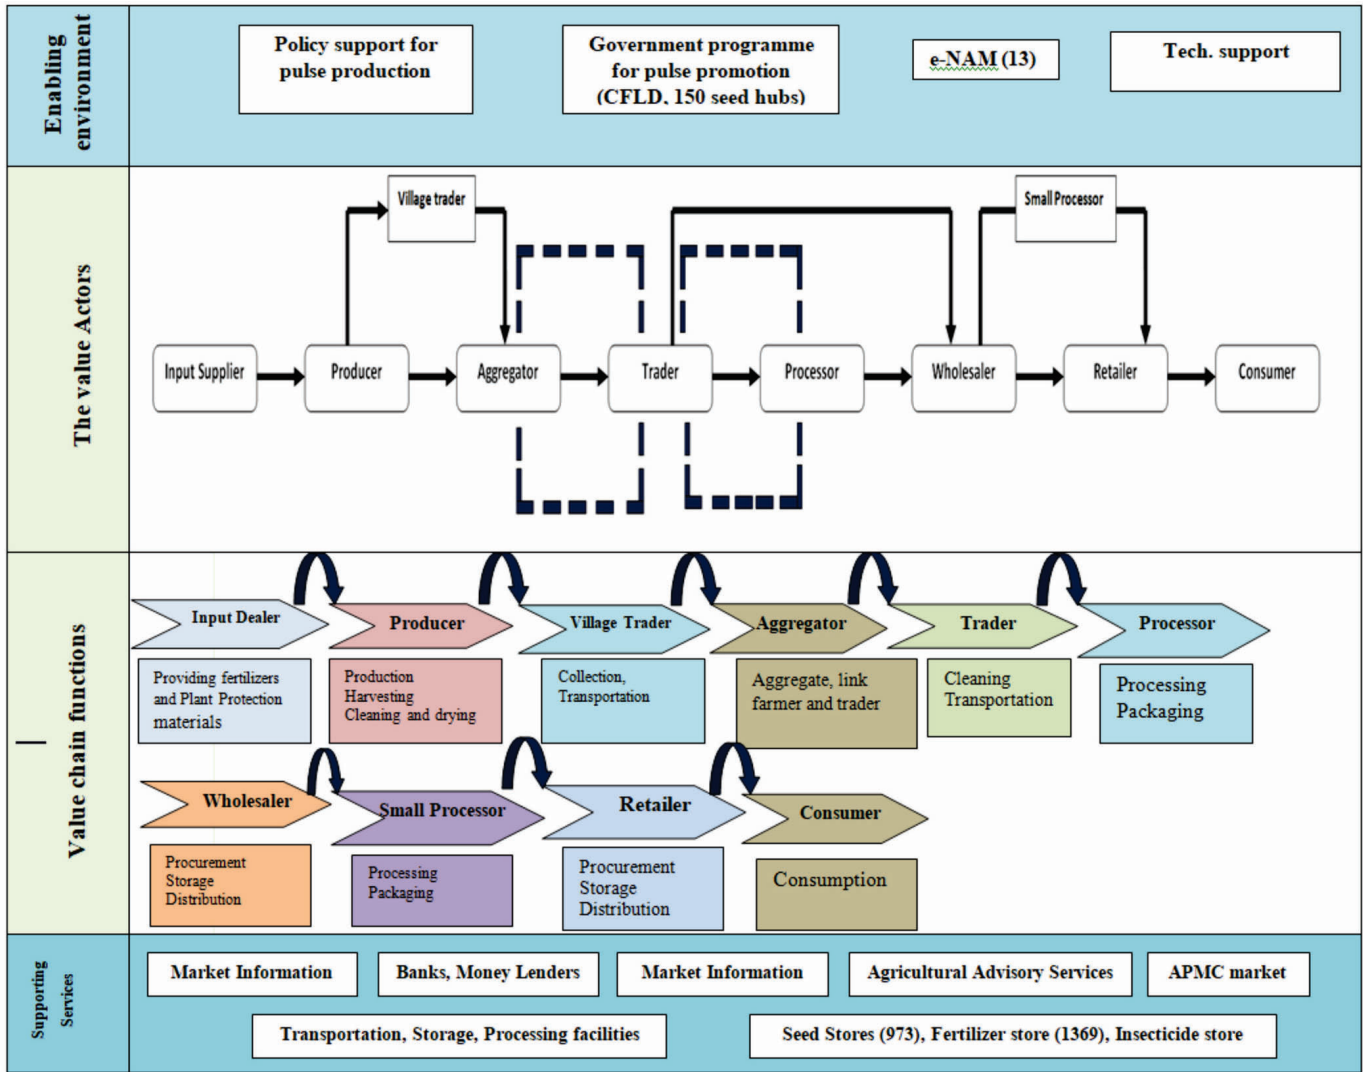 Enabling
environment
Policy support for
pulse production
Government programme
for pulse promotion
(CFLD, 150 seed hubs)
e-NAM (13)
Tech. support
The value Actors
Village trader
Small Processor
Input Supplier
Producer
Aggregator
Trader
Processor
Wholesaler
Retailer
Consumer
Value chain functions
Input Dealer
Producer
Village Trader
Aggregator
Trader
Processor
Providing fertilizers
and Plant Protection
materials
Production
Harvesting
Cleaning and drying
Collection,
Transportation
Aggregate, link
farmer and trader
Cleaning
Transportation
Processing
Packaging
Wholesaler
Small Processor
Retailer
Consumer
Procurement
Storage
Distribution
Processing
Packaging
Procurement
Storage
Distribution
Consumption
Supporting
Services
Market Information
Banks, Money Lenders
Market Information
Agricultural Advisory Services
APMC market
Transportation, Storage, Processing facilities
Seed Stores (973), Fertilizer store (1369), Insecticide store